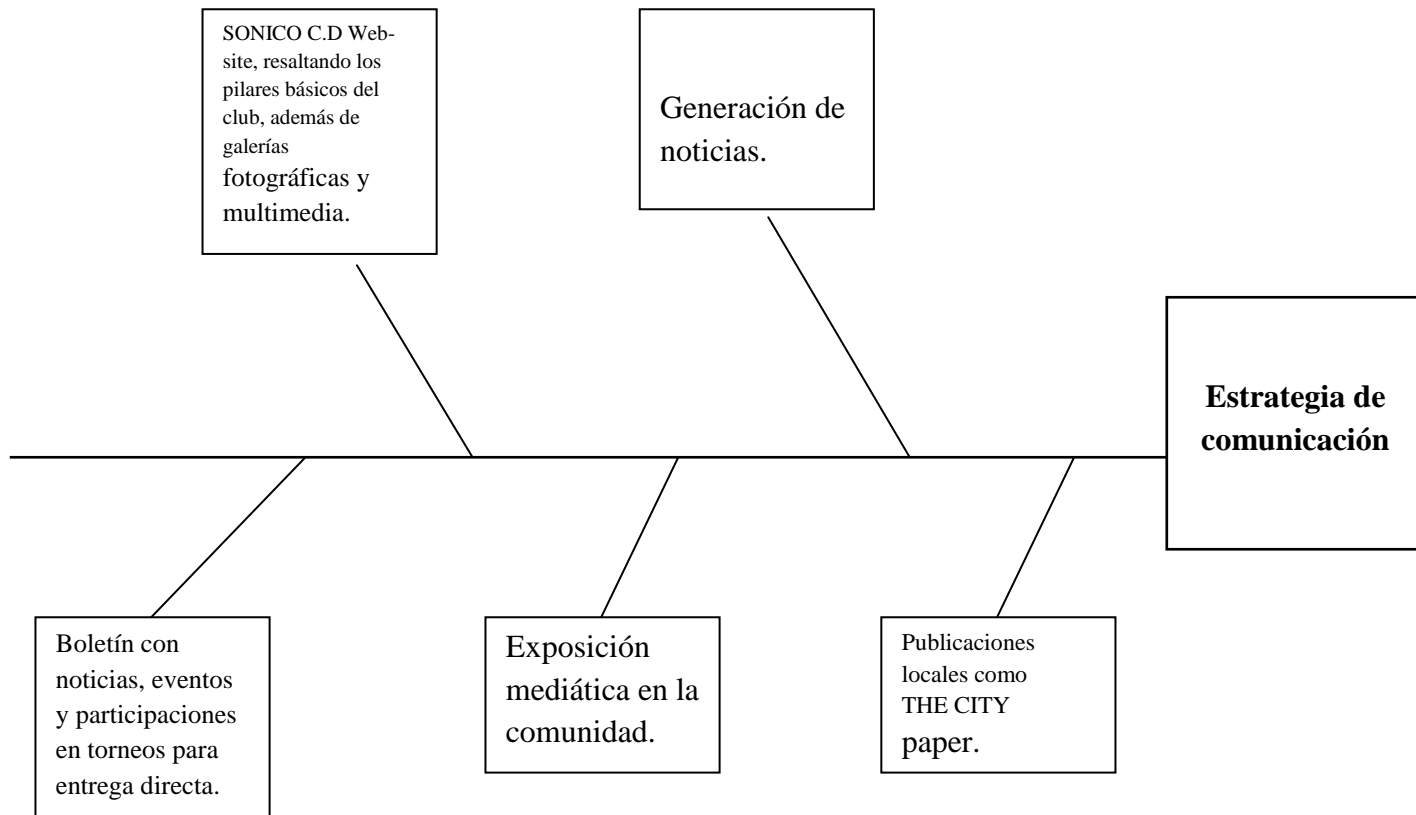 SONICO C.D Web-
site, resaltando los
pilares básicos del
club, además de
galerías
fotográficas y
multimedia.
Generación de
noticias.
Estrategia de
comunicación
Boletín con
noticias, eventos
y participaciones
en torneos para
entrega directa.
Exposición
mediática en la
comunidad.
Publicaciones
locales como
THE CITY
paper.